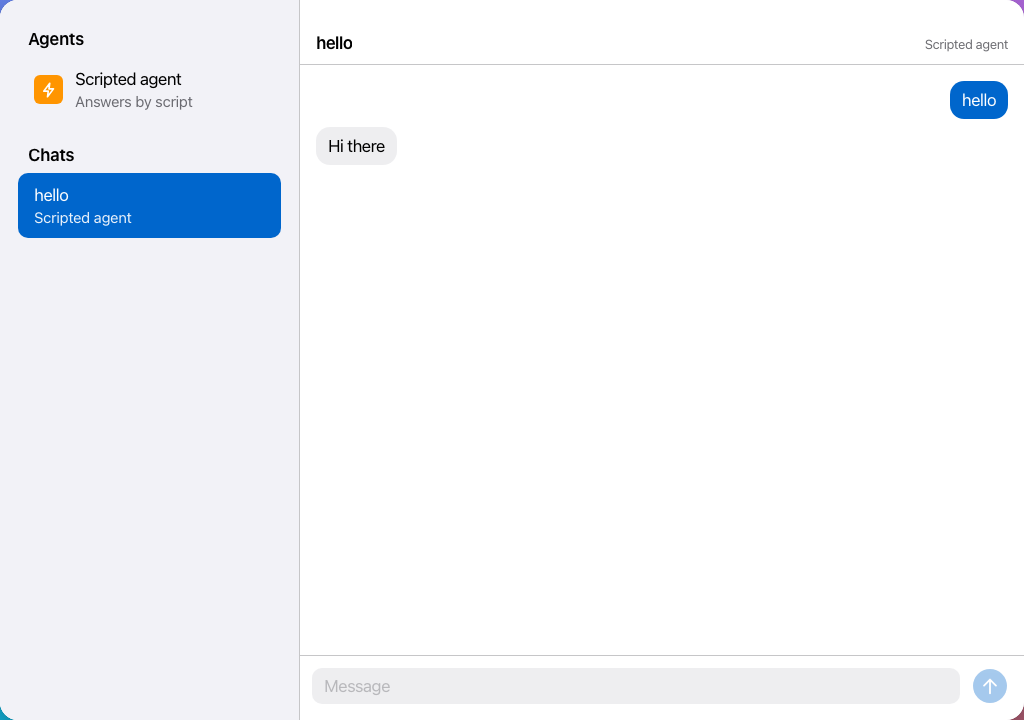 Agents
Scripted agent
Answers by script
Chats
hello
Scripted agent
hello
Scripted agent
hello
Hi there
Message